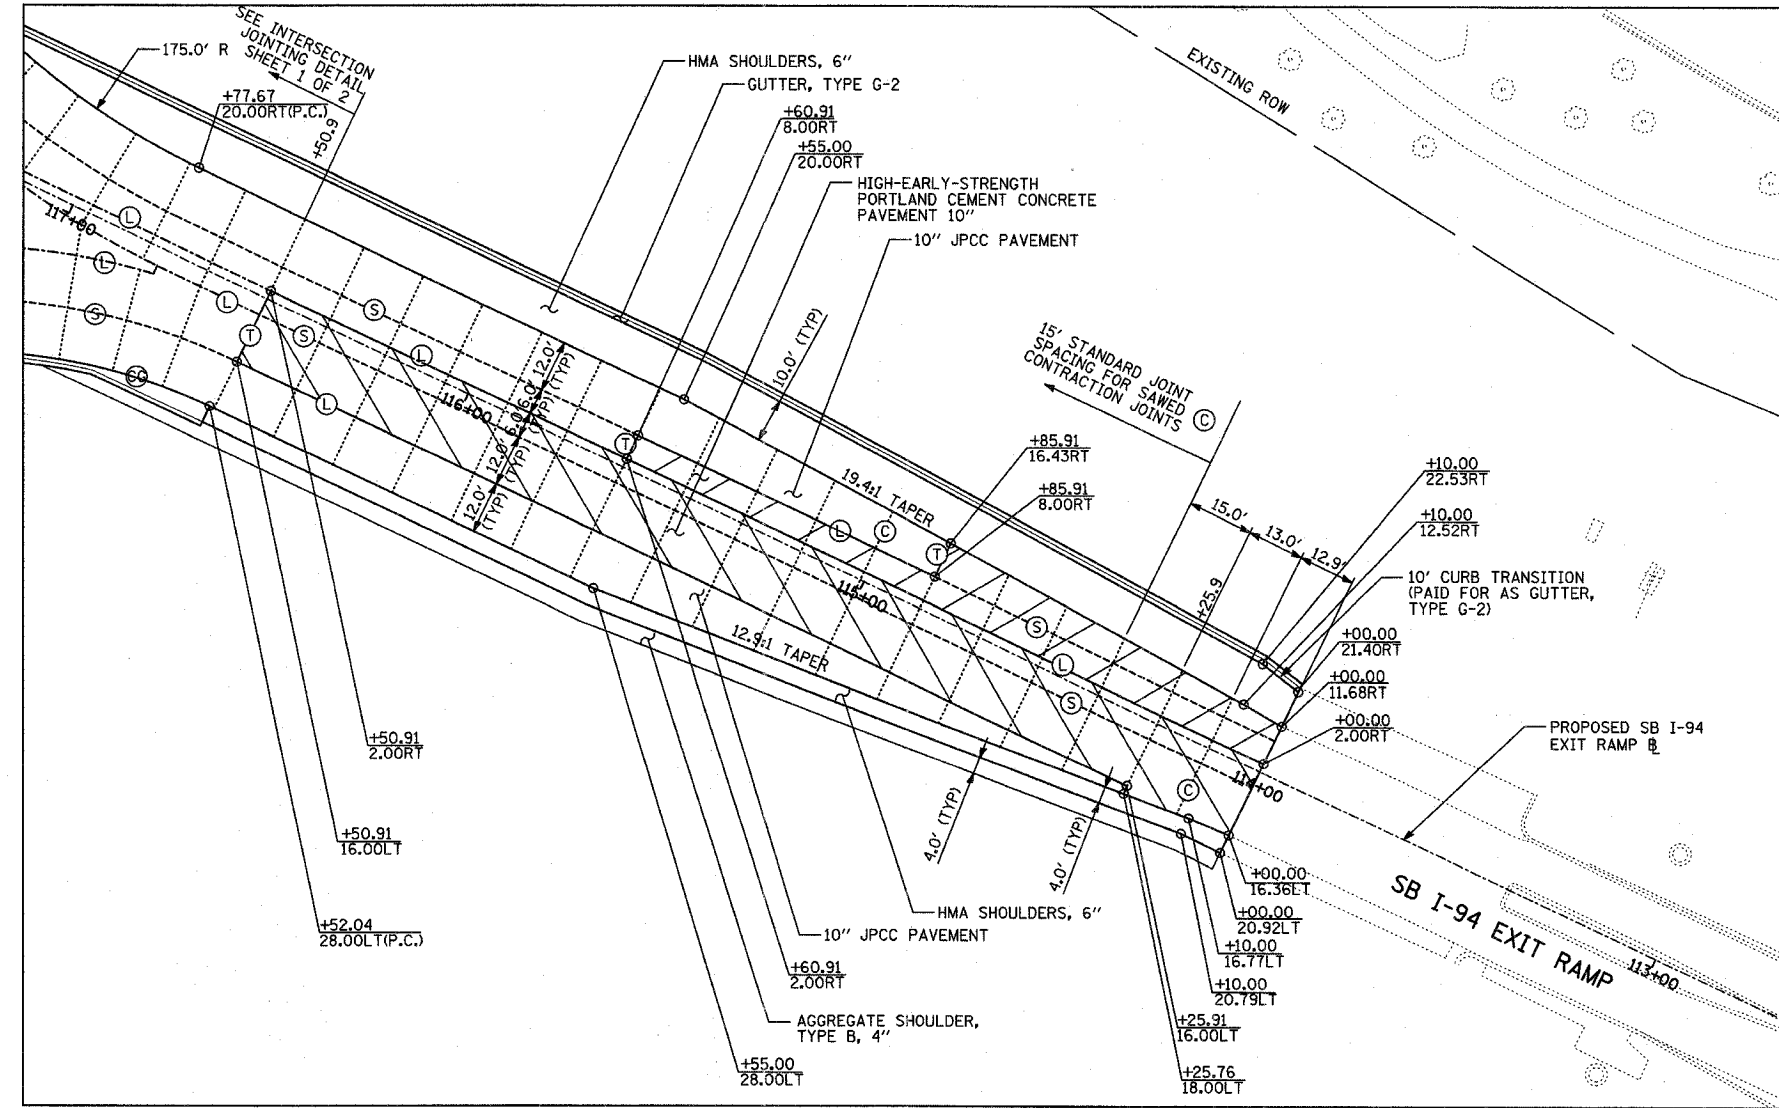 SEE INTERSECTION
JOINTING DETAIL
SHEET 1 OF 2
175.0' R
+77.67
20.00RT(P.C.)
+50.9
HMA SHOULDERS, 6"
GUTTER, TYPE G-2
+60.91
8.00RT
+55.00
20.00RT
HIGH-EARLY-STRENGTH
PORTLAND CEMENT CONCRETE
PAVEMENT 10"
10" JPCC PAVEMENT
EXISTING ROW
117+00
L
L
S
CG
T
L
S
S
L
L
116+00
12.0'
(TYP)
6.0'
(TYP)
6.0'
(TYP)
12.0'
(TYP)
12.0'
(TYP)
T
10.0' (TYP)
15' STANDARD JOINT
SPACING FOR SAWED
CONTRACTION JOINTS
C
+85.91
16.43RT
+85.91
8.00RT
19.4:1 TAPER
L
C
T
115+00
12.9:1 TAPER
S
L
S
C
15.0'
13.0'
12.9'
+25.9
+10.00
22.53RT
+10.00
12.52RT
10' CURB TRANSITION
(PAID FOR AS GUTTER,
TYPE G-2)
+00.00
21.40RT
+00.00
11.68RT
+00.00
2.00RT
PROPOSED SB I-94
EXIT RAMP ℄
114+00
4.0' (TYP)
4.0' (TYP)
SB I-94 EXIT RAMP
113+00
+50.91
2.00RT
+50.91
16.00LT
+52.04
28.00LT(P.C.)
HMA SHOULDERS, 6"
10" JPCC PAVEMENT
+60.91
2.00RT
AGGREGATE SHOULDER,
TYPE B, 4"
+55.00
28.00LT
+00.00
16.36LT
+00.00
20.92LT
+10.00
16.77LT
+10.00
20.79LT
+25.91
16.00LT
+25.76
18.00LT